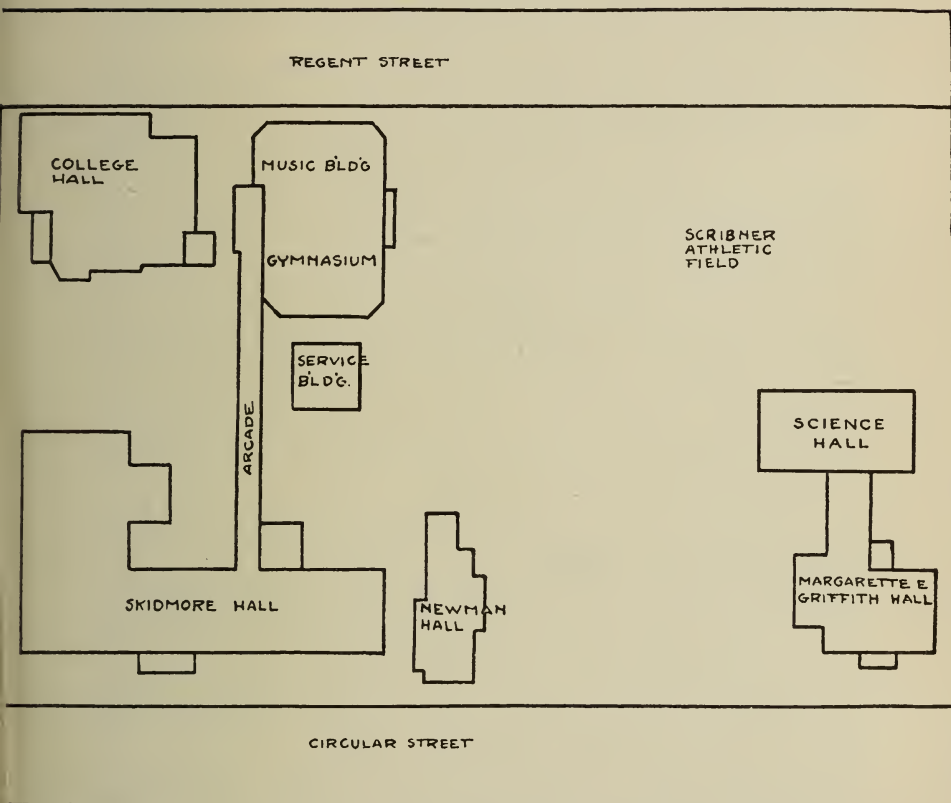 REGENT STREET
COLLEGE
HALL
MUSIC B'LD'G
GYMNASIUM
SCRIBNER
ATHLETIC
FIELD
SERVICE
B'LD'G.
ARCADE
SCIENCE
HALL
SKIDMORE HALL
NEWMAN
HALL
MARGARETTE E
GRIFFITH HALL
CIRCULAR STREET